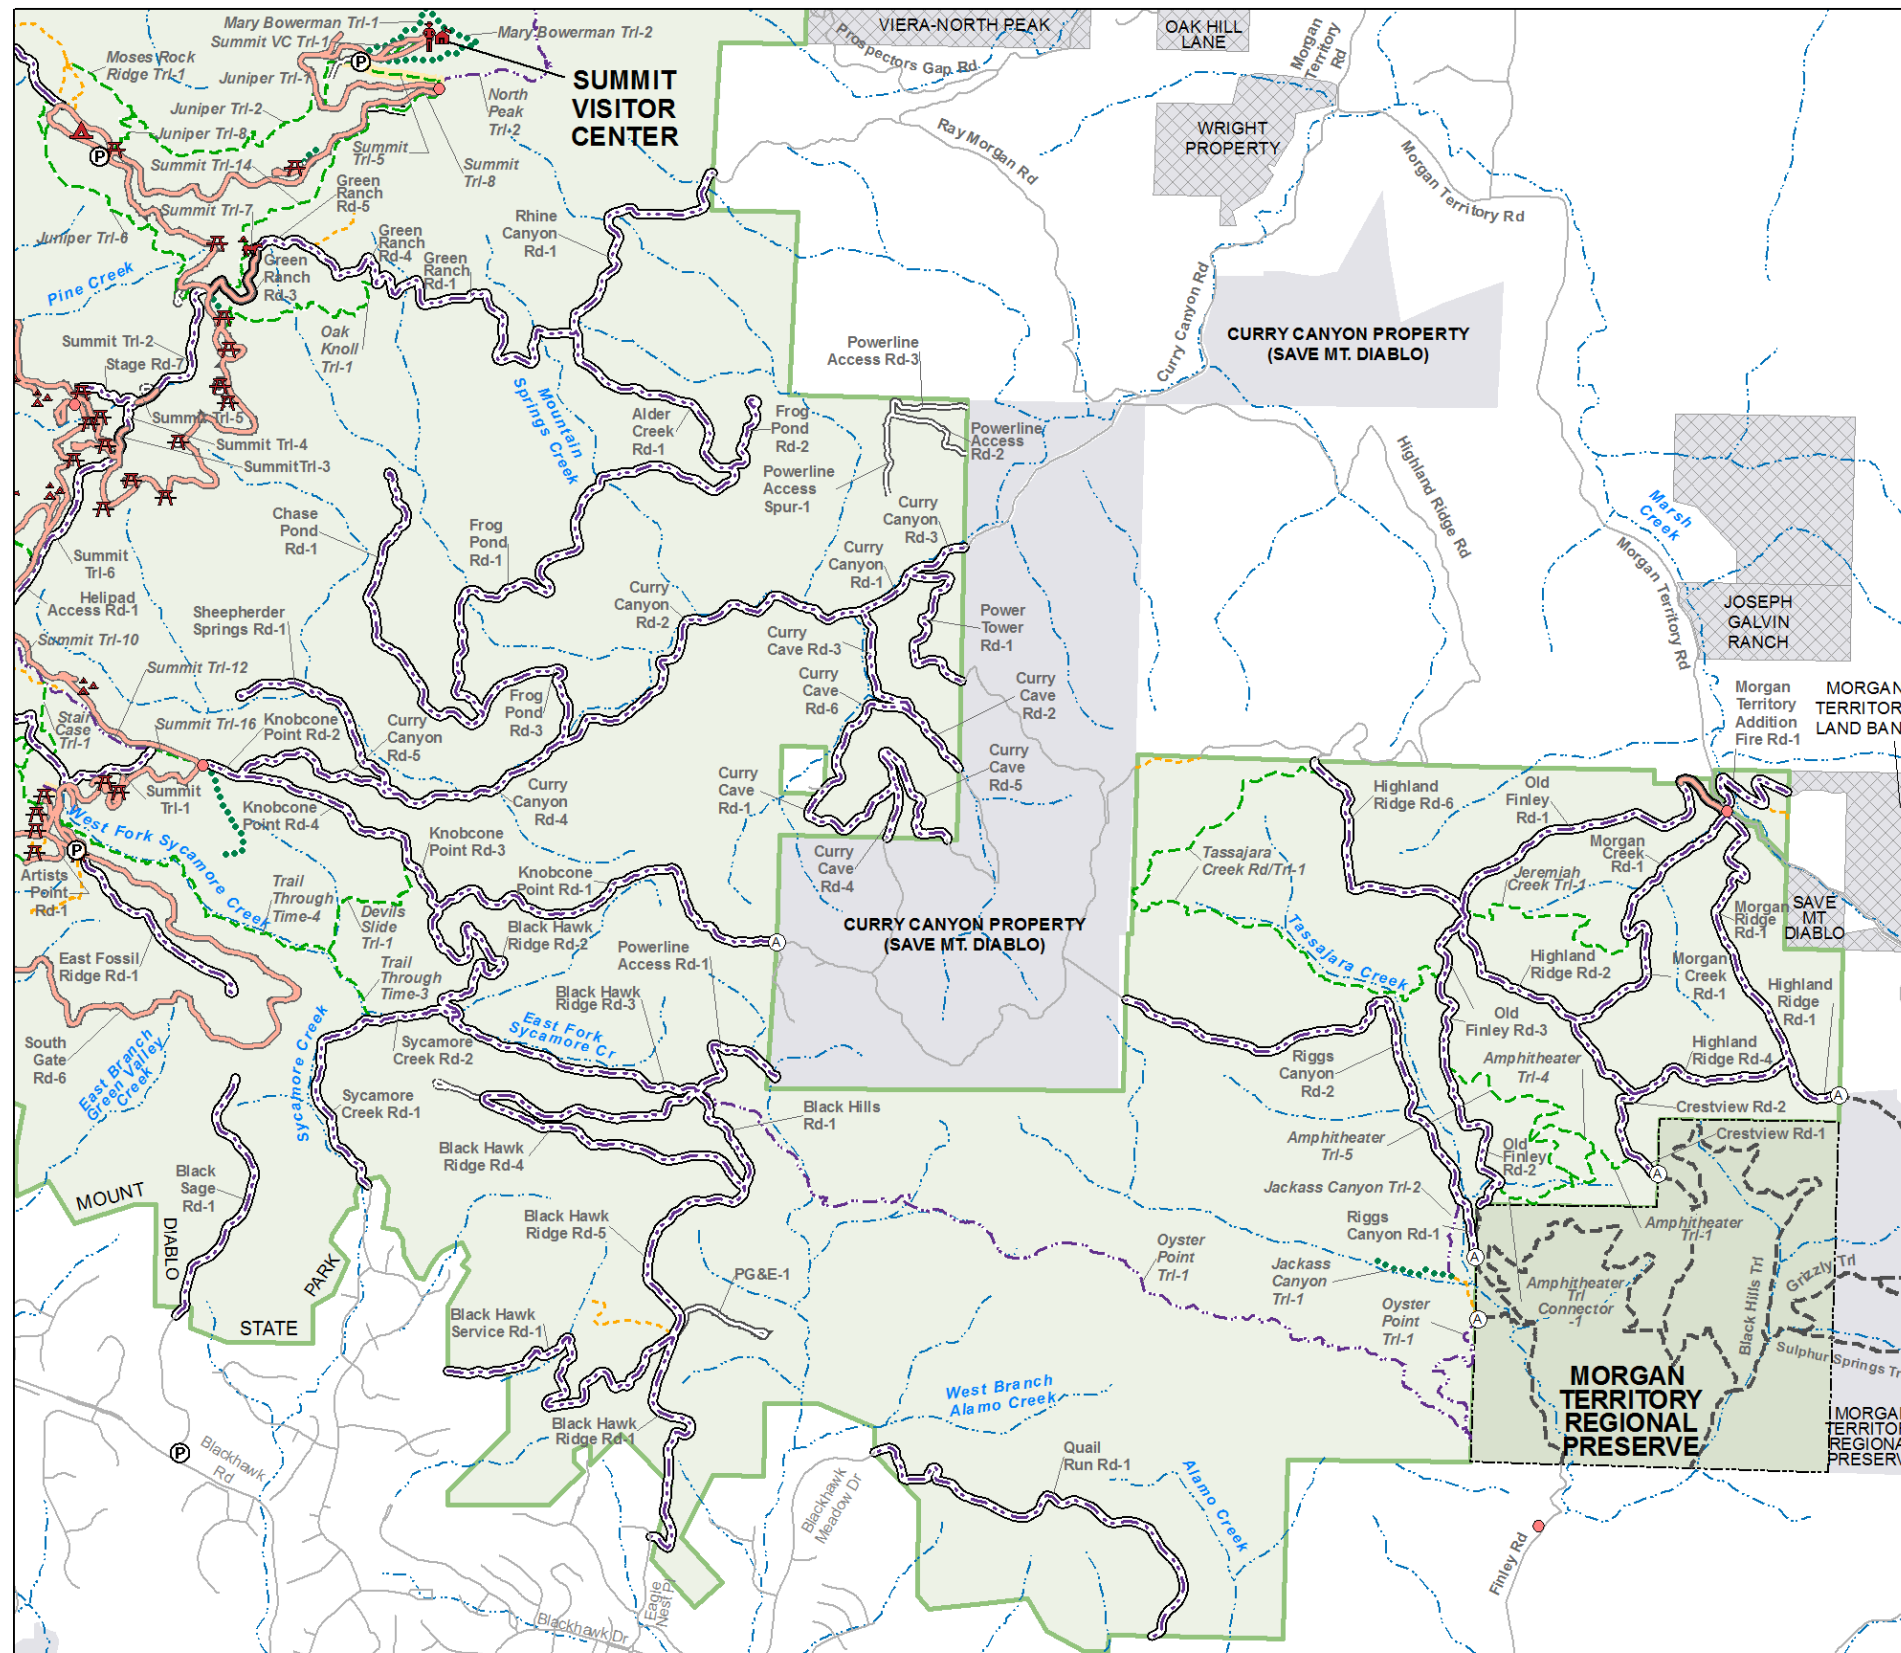 Mary Bowerman Trl-1
Summit VC Trl-1
Mary Bowerman Trl-2
Moses Rock
Ridge Trl-1
Juniper Trl-1
SUMMIT
VISITOR
CENTER
North
Peak
Trl-2
Juniper Trl-2
Juniper Trl-8
Summit
Trl-5
Summit Trl-14
Summit
Trl-8
Green
Ranch
Rd-5
Summit Trl-7
Juniper Trl-6
Pine Creek
Green
Ranch
Rd-3
Green
Ranch
Rd-4
Green
Ranch
Rd-1
Rhine
Canyon
Rd-1
VIERA-NORTH PEAK
OAK HILL
LANE
Prospectors Gap Rd
Morgan
Territory
Rd
WRIGHT
PROPERTY
Ray Morgan Rd
Morgan Territory Rd
Curry Canyon Rd
CURRY CANYON PROPERTY
(SAVE MT. DIABLO)
Summit Trl-2
Stage Rd-7
Oak
Knoll
Trl-1
Mountain
Springs Creek
Powerline
Access Rd-3
Summit Trl-5
Summit Trl-4
SummitTrl-3
Alder
Creek
Rd-1
Frog
Pond
Rd-2
Powerline
Access
Rd-2
Powerline
Access
Spur-1
Highland Ridge Rd
Marsh
Creek
Chase
Pond
Rd-1
Frog
Pond
Rd-1
Curry
Canyon
Rd-3
Curry
Canyon
Rd-1
Morgan Territory Rd
Summit
Trl-6
Helipad
Access Rd-1
Sheepherder
Springs Rd-1
Curry
Canyon
Rd-2
Power
Tower
Rd-1
JOSEPH
GALVIN
RANCH
Summit Trl-10
Summit Trl-12
Curry
Cave Rd-3
Curry
Cave
Rd-6
Curry
Cave
Rd-2
Morgan
Territory
Addition
Fire Rd-1
MORGAN
TERRITOR
LAND BAN
Stair
Case
Trl-1
Summit Trl-16
Knobcone
Point Rd-2
Curry
Canyon
Rd-5
Frog
Pond
Rd-3
Curry
Cave
Rd-5
Summit
Trl-1
Knobcone
Point Rd-4
Curry
Canyon
Rd-4
Curry
Cave
Rd-1
Highland
Ridge Rd-6
Old
Finley
Rd-1
West Fork Sycamore Creek
Knobcone
Point Rd-3
Curry
Cave
Rd-4
Tassajara
Creek Rd/Trl-1
Morgan
Creek
Rd-1
Jeremiah
Creek Trl-1
Artists
Point
Rd-1
Trail
Through
Time-4
Devils
Slide
Trl-1
Knobcone
Point Rd-1
Black Hawk
Ridge Rd-2
CURRY CANYON PROPERTY
(SAVE MT. DIABLO)
Morgan
Ridge
Rd-1
SAVE
MT
DIABLO
East Fossil
Ridge Rd-1
Trail
Through
Time-3
Powerline
Access Rd-1
Tassajara Creek
Highland
Ridge Rd-2
Morgan
Creek
Rd-1
Highland
Ridge
Rd-1
Black Hawk
Ridge Rd-3
East Fork
Sycamore Cr
Old
Finley Rd-3
South
Gate
Rd-6
East Branch
Green Valley
Creek
Sycamore Creek
Sycamore
Creek Rd-2
Sycamore
Creek Rd-1
Riggs
Canyon
Rd-2
Amphitheater
Trl-4
Highland
Ridge Rd-4
Black Hills
Rd-1
Crestview Rd-2
Crestview Rd-1
Black Hawk
Ridge Rd-4
Amphitheater
Trl-5
Old
Finley
Rd-2
Black
Sage
Rd-1
Jackass Canyon Trl-2
MOUNT
DIABLO
STATE
PARK
Black Hawk
Ridge Rd-5
Riggs
Canyon Rd-1
Amphitheater
Trl-1
Oyster
Point
Trl-1
Jackass
Canyon
Trl-1
PG&E-1
Amphitheater
Trl
Connector
-1
Black Hills Trl
Grizzly Trl
Black Hawk
Service Rd-1
Oyster
Point
Trl-1
Sulphur Springs Tr
MORGAN
TERRITORY
REGIONAL
PRESERVE
West Branch
Alamo Creek
MORGA
TERRITOR
REGIONA
PRESERV
Black Hawk
Ridge Rd-1
Blackhawk
Rd
Quail
Run Rd-1
Blackhawk
Meadow Dr
Alamo Creek
Finley Rd
Eagle
Nest Pl
Blackhawk Dr